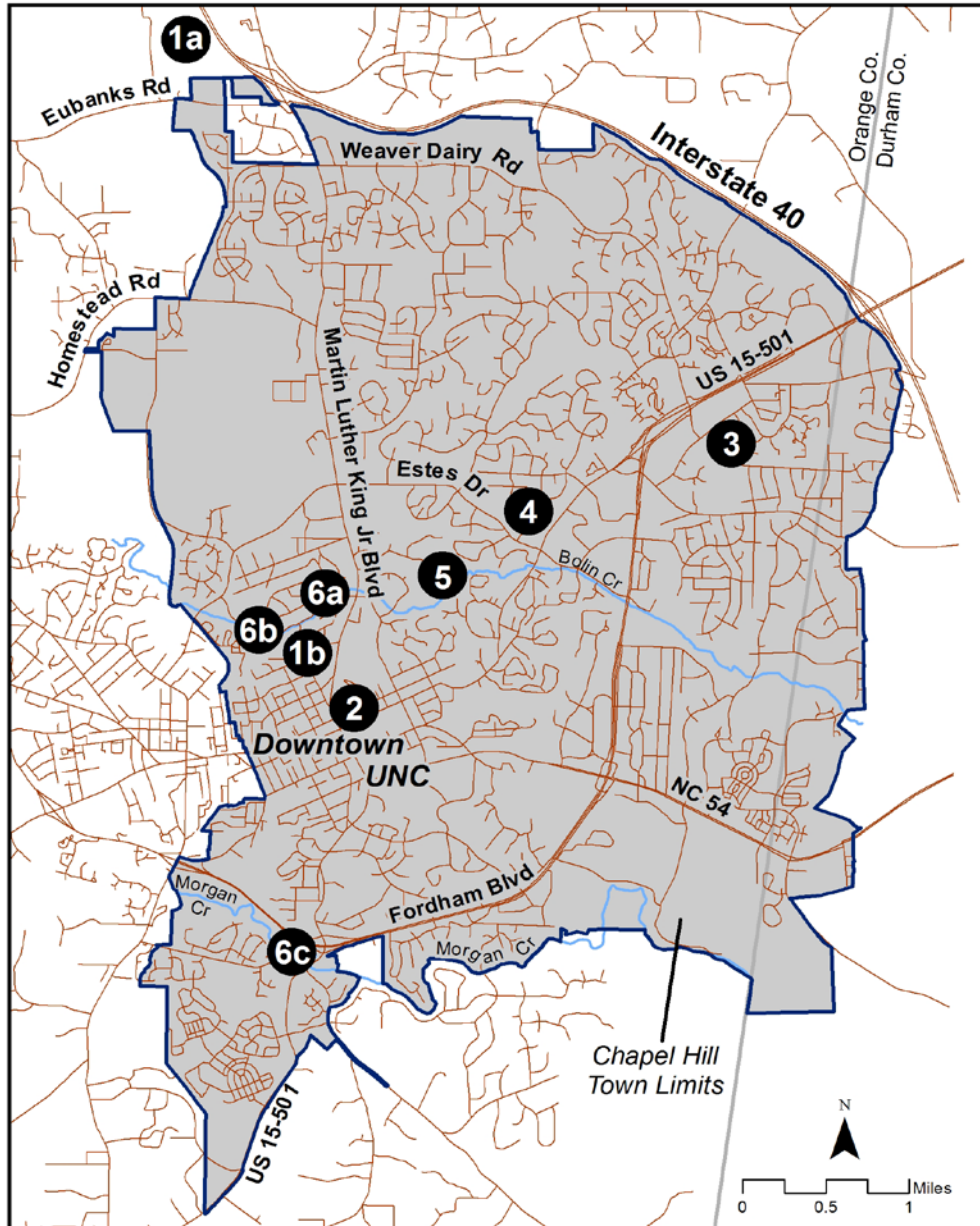 1a
Eubanks Rd
Weaver Dairy Rd
Interstate 40
Orange Co.
Durham Co.
Homestead Rd
Martin Luther King Jr Blvd
US 15-501
3
Estes Dr
4
Bolin Cr
5
6a
6b
1b
2
Downtown
UNC
NC 54
Morgan
Cr
Fordham Blvd
Morgan Cr
6c
Chapel Hill
Town Limits
US 15-501
N
Miles
0 0.5 1